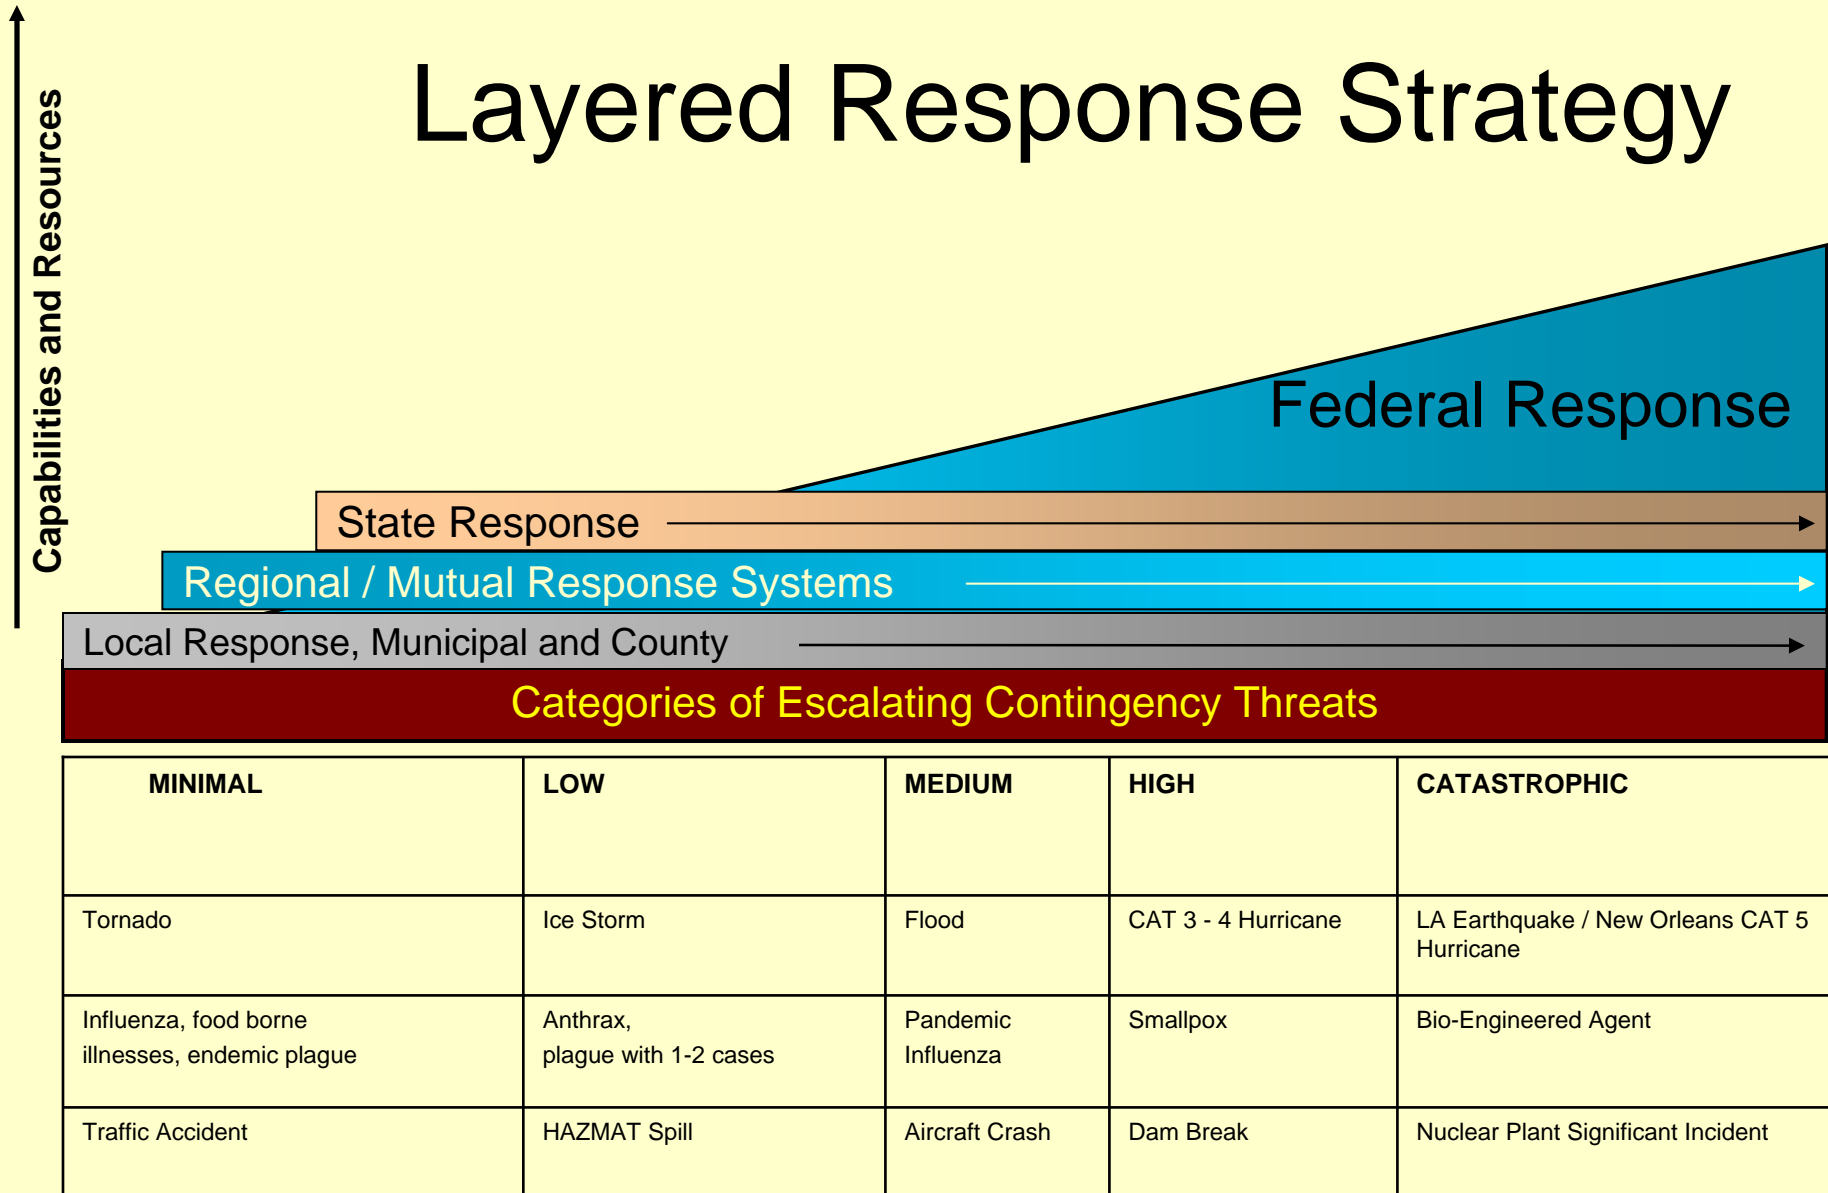 Layered Response Strategy
Capabilities and Resources
Federal Response
State Response
Regional / Mutual Response Systems
Local Response, Municipal and County
Categories of Escalating Contingency Threats
MINIMAL
LOW
MEDIUM
HIGH
CATASTROPHIC
Tornado
Ice Storm
Flood
CAT 3 - 4 Hurricane
LA Earthquake / New Orleans CAT 5
Hurricane
Influenza, food borne
illnesses, endemic plague
Anthrax,
plague with 1-2 cases
Pandemic
Influenza
Smallpox
Bio-Engineered Agent
Traffic Accident
HAZMAT Spill
Aircraft Crash
Dam Break
Nuclear Plant Significant Incident